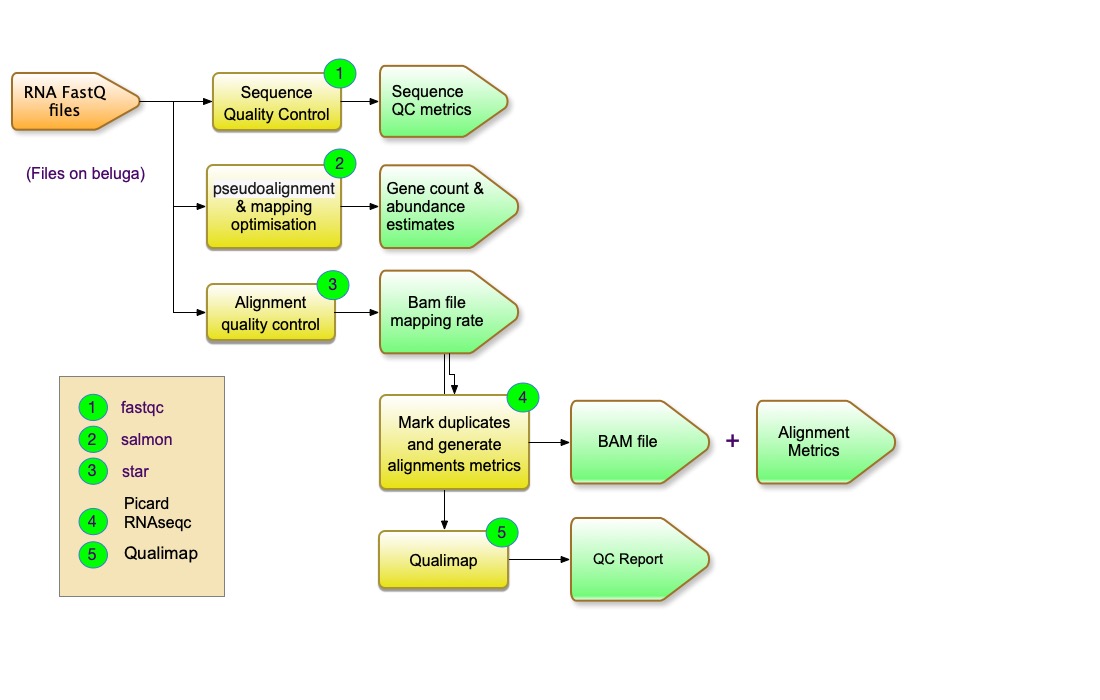 RNA FastQ
files
(Files on beluga)
1
Sequence
Quality Control
Sequence
QC metrics
2
pseudoalignment
& mapping
optimisation
Gene count &
abundance
estimates
3
Alignment
quality control
Bam file
mapping rate
4
Mark duplicates
and generate
alignments metrics
BAM file
+
Alignment
Metrics
5
Qualimap
QC Report
1 fastqc
2 salmon
3 star
Picard
4 RNAseqc
5 Qualimap